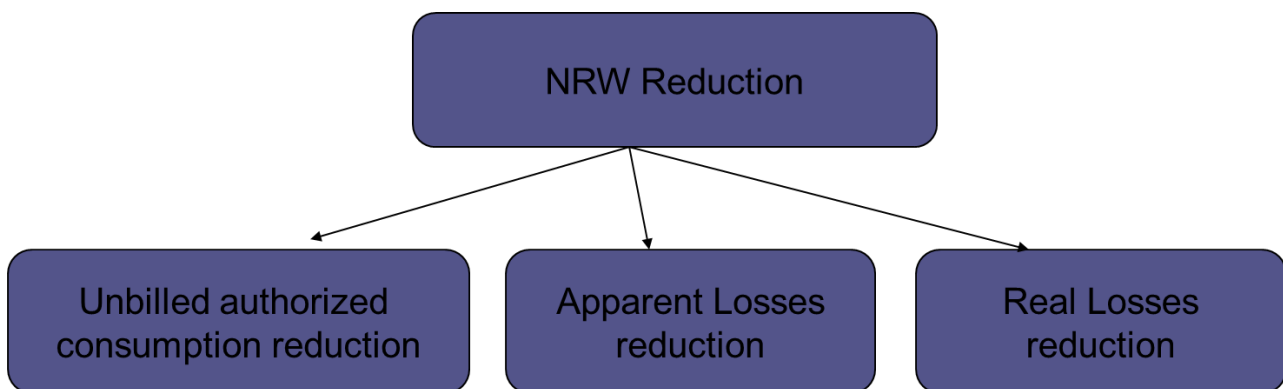 NRW Reduction
Unbilled authorized
consumption reduction
Apparent Losses
reduction
Real Losses
reduction